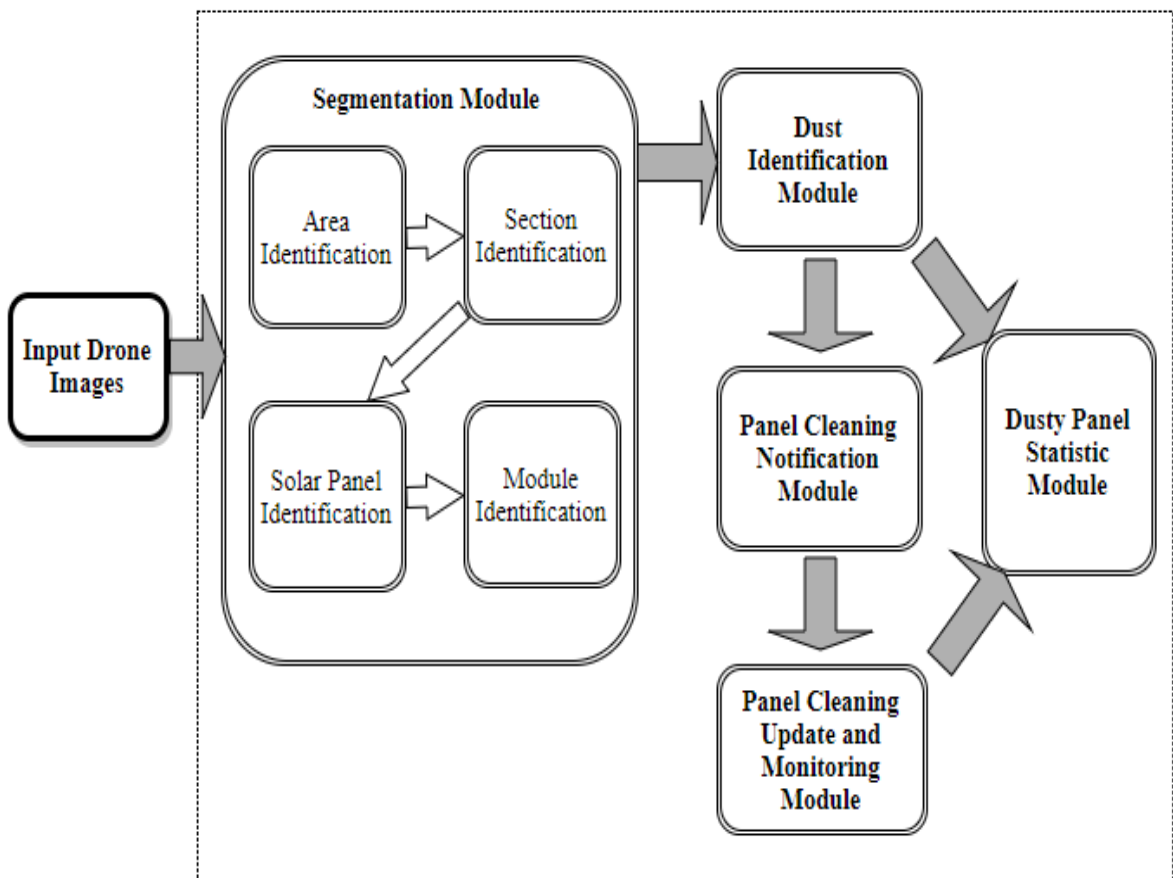 Input Drone
Images
Segmentation Module
Area
Identification
Section
Identification
Solar Panel
Identification
Module
Identification
Dust
Identification
Module
Panel Cleaning
Notification
Module
Panel Cleaning
Update and
Monitoring
Module
Dusty Panel
Statistic
Module